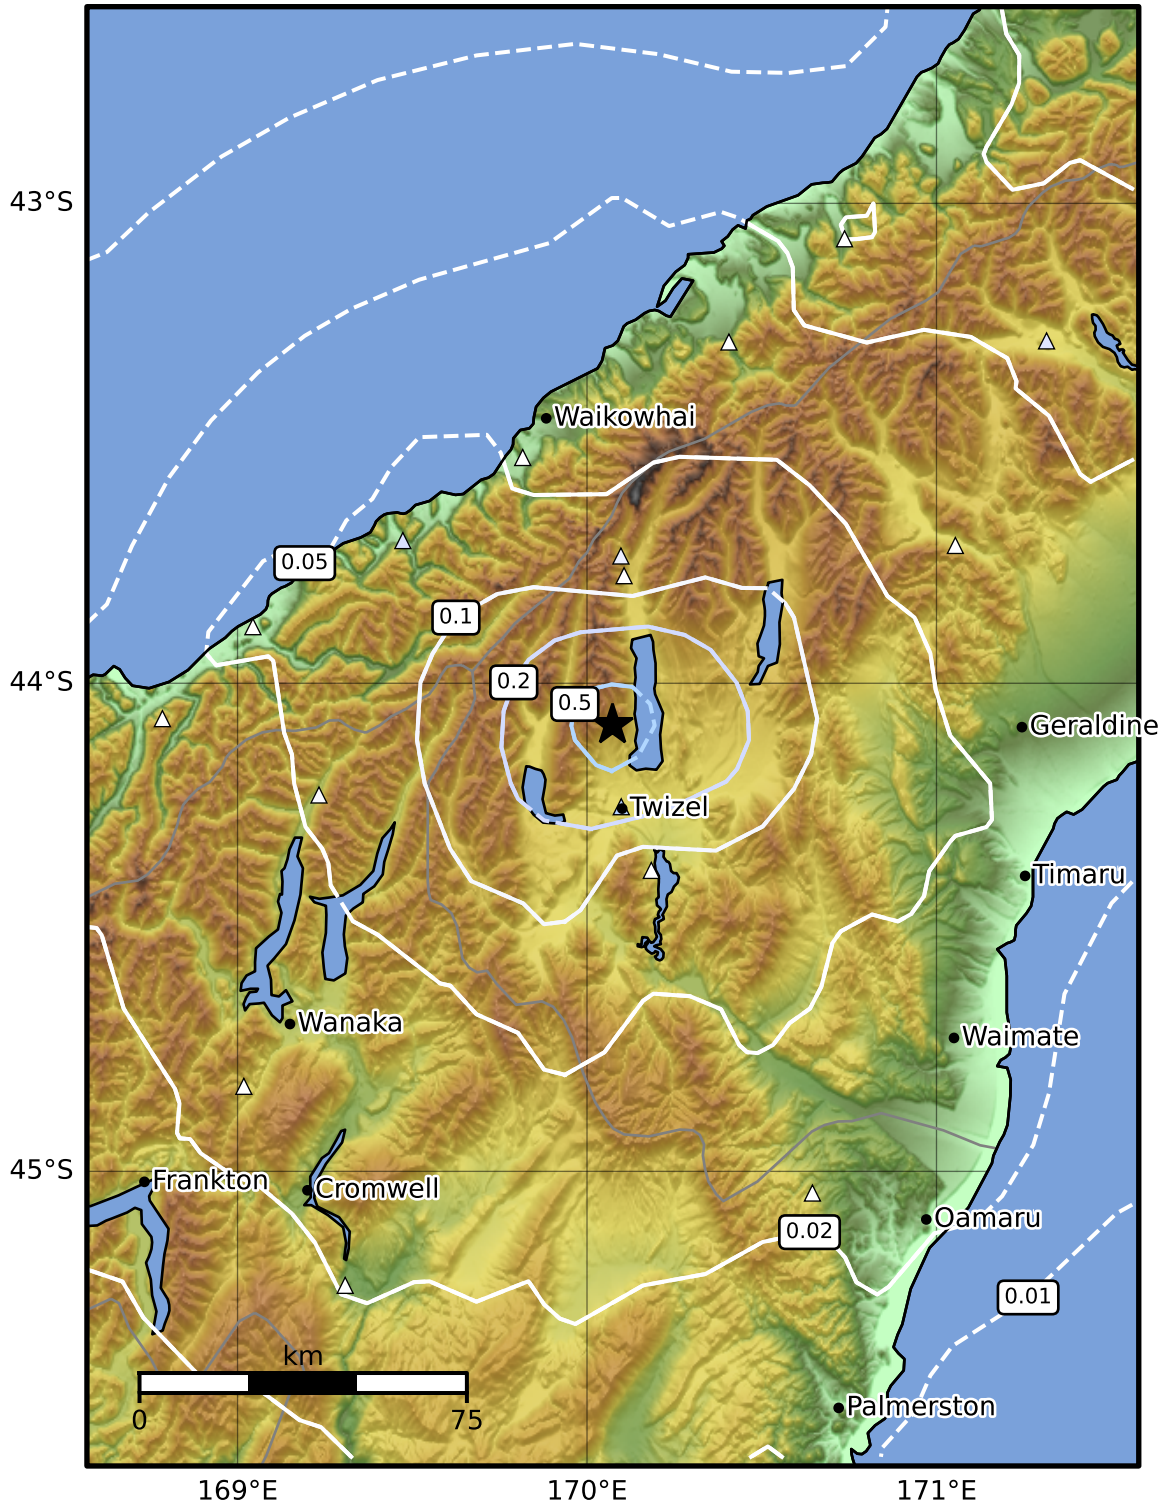 43°S
Waikowhai
0.05
0.1
44°S
0.2
0.5
Geraldine
Twizel
Timaru
Wanaka
Waimate
45°S
Frankton
Cromwell
Oamaru
0.02
0.01
km
Palmerston
0
75
169°E
170°E
171°E